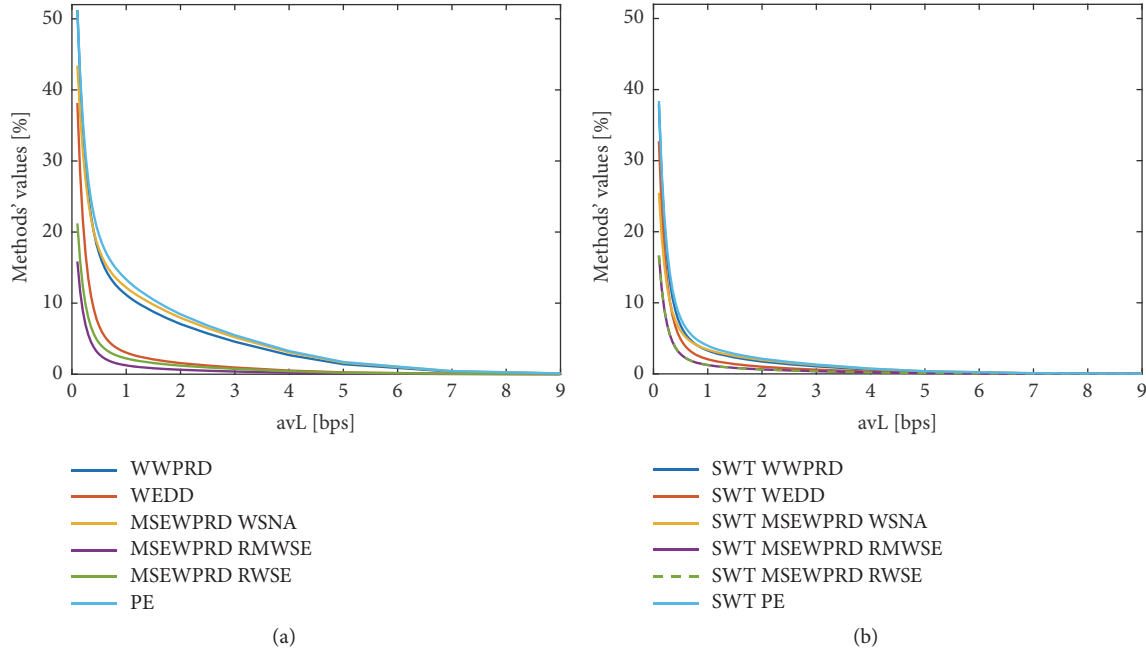 50
40
30
20
10
0
Methods' values [%]
0 1 2 3 4 5 6 7 8 9
avL [bps]
WWPRD
WEDD
MSEWPRD WSNA
MSEWPRD RMWSE
MSEWPRD RWSE
PE
(a)
50
40
30
20
10
0
Methods' values [%]
0 1 2 3 4 5 6 7 8 9
avL [bps]
SWT WWPRD
SWT WEDD
SWT MSEWPRD WSNA
SWT MSEWPRD RMWSE
SWT MSEWPRD RWSE
SWT PE
(b)